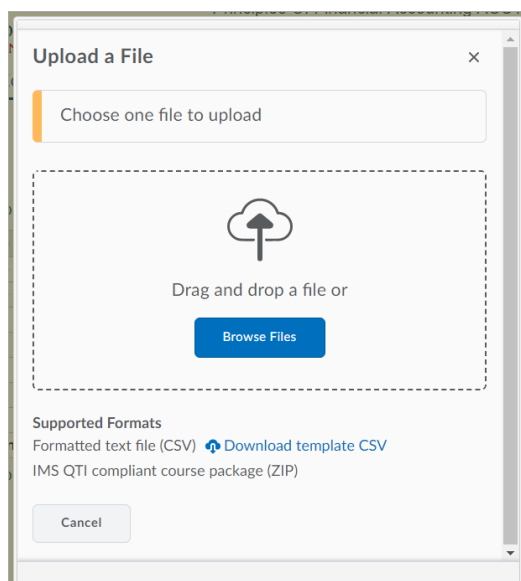 Upload a File
Choose one file to upload
Drag and drop a file or
Browse Files
Supported Formats
Formatted text file (CSV) Download template CSV
IMS QTI compliant course package (ZIP)
Cancel